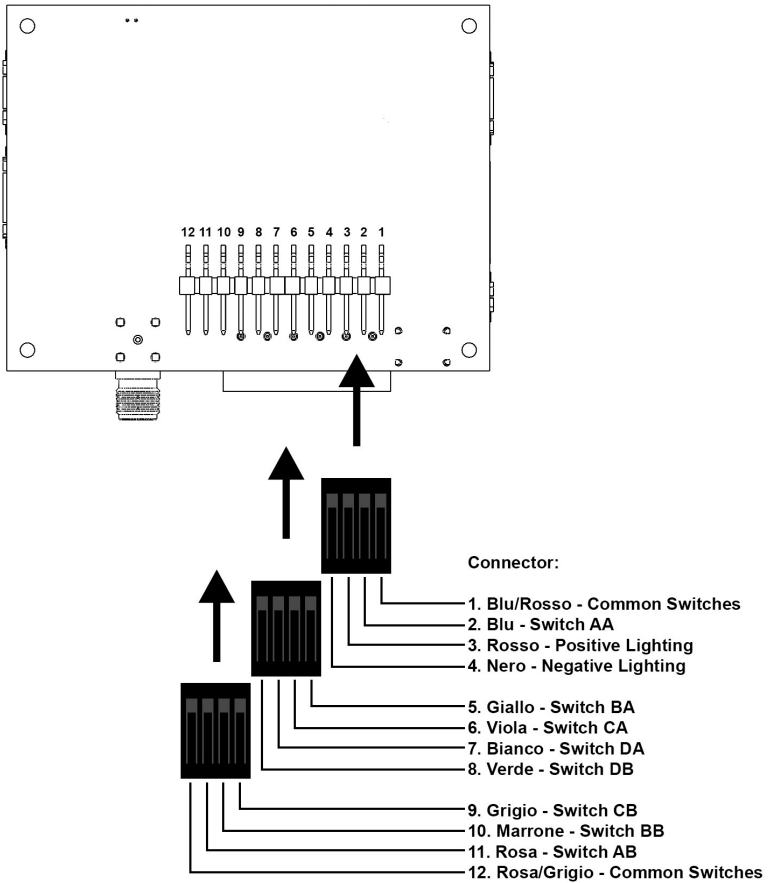 12 11 10 9 8 7 6 5 4 3 2 1
Connector:
1. Blu/Rosso - Common Switches
2. Blu - Switch AA
3. Rosso - Positive Lighting
4. Nero - Negative Lighting
5. Giallo - Switch BA
6. Viola - Switch CA
7. Bianco - Switch DA
8. Verde - Switch DB
9. Grigio - Switch CB
10. Marrone - Switch BB
11. Rosa - Switch AB
12. Rosa/Grigio - Common Switches